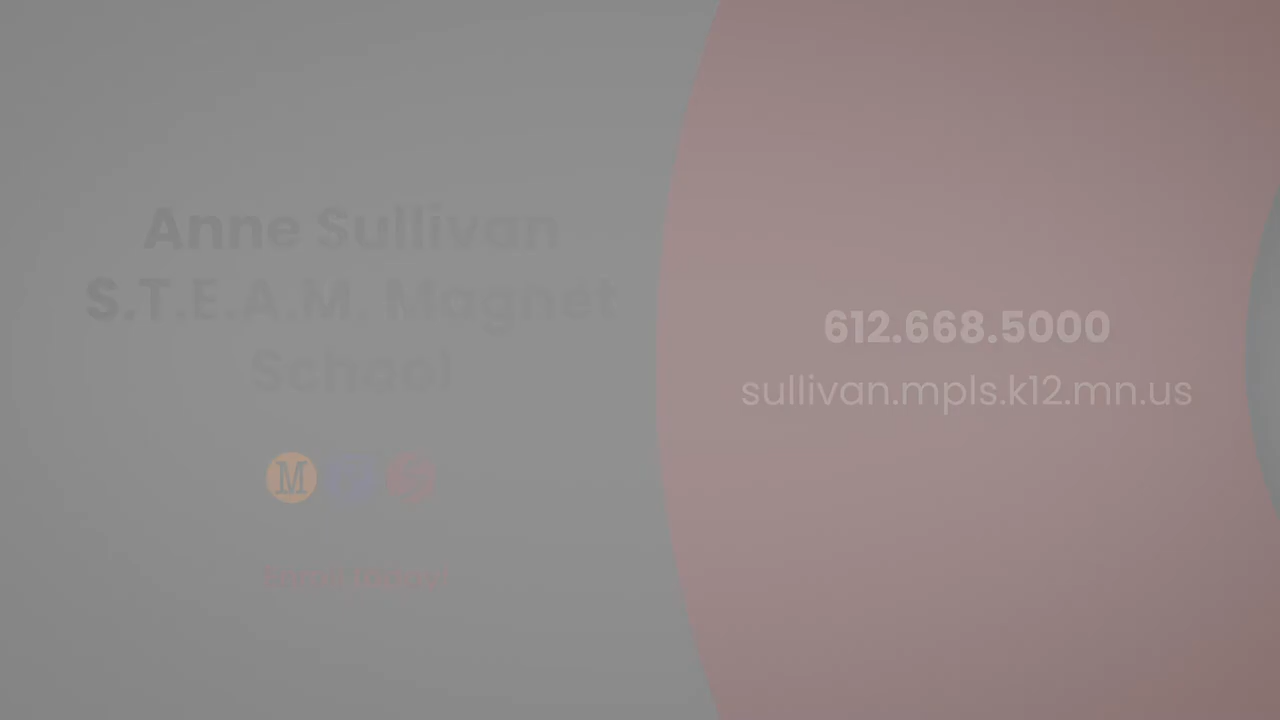 Anne Sullivan
S.T.E.A.M. Magnet
School
M P S
612.668.5000
sullivan.mpls.k12.mn.us